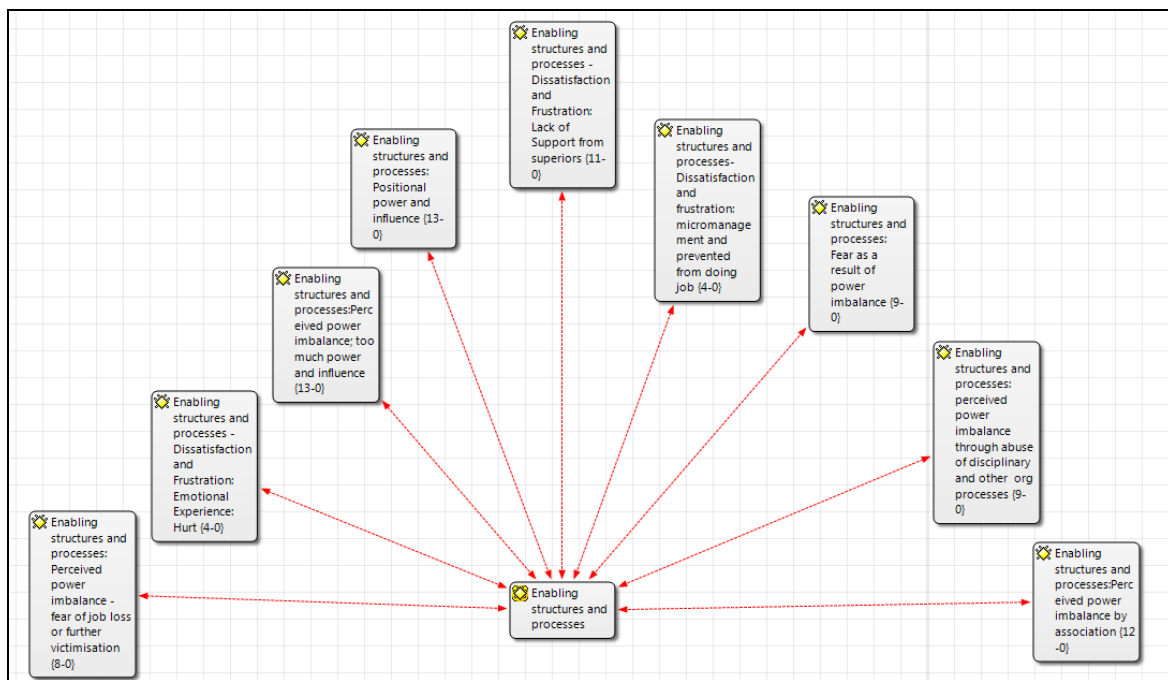 Enabling
structures and
processes -
Dissatisfaction
and
Frustration:
Lack of
Support from
superiors {11-
0}
Enabling
structures and
processes:
Positional
power and
influence {13-
0}
Enabling
structures and
processes-
Dissatisfaction
and
frustration:
micromanage
ment and
prevented
from doing
job {4-0}
Enabling
structures and
processes:
Fear as a
result of
power
imbalance {9-
0}
Enabling
structures and
processes:Perc
eived power
imbalance; too
much power
and influence
{13-0}
Enabling
structures and
processes:
perceived
power
imbalance
through abuse
of disciplinary
and other org
processes {9-
0}
Enabling
structures and
processes -
Dissatisfaction
and
Frustration:
Emotional
Experience:
Hurt {4-0}
Enabling
structures and
processes:
Perceived
power
imbalance -
fear of job loss
or further
victimisation
{8-0}
Enabling
structures and
processes
Enabling
structures and
processes:Perc
eived power
imbalance by
association {12
-0}